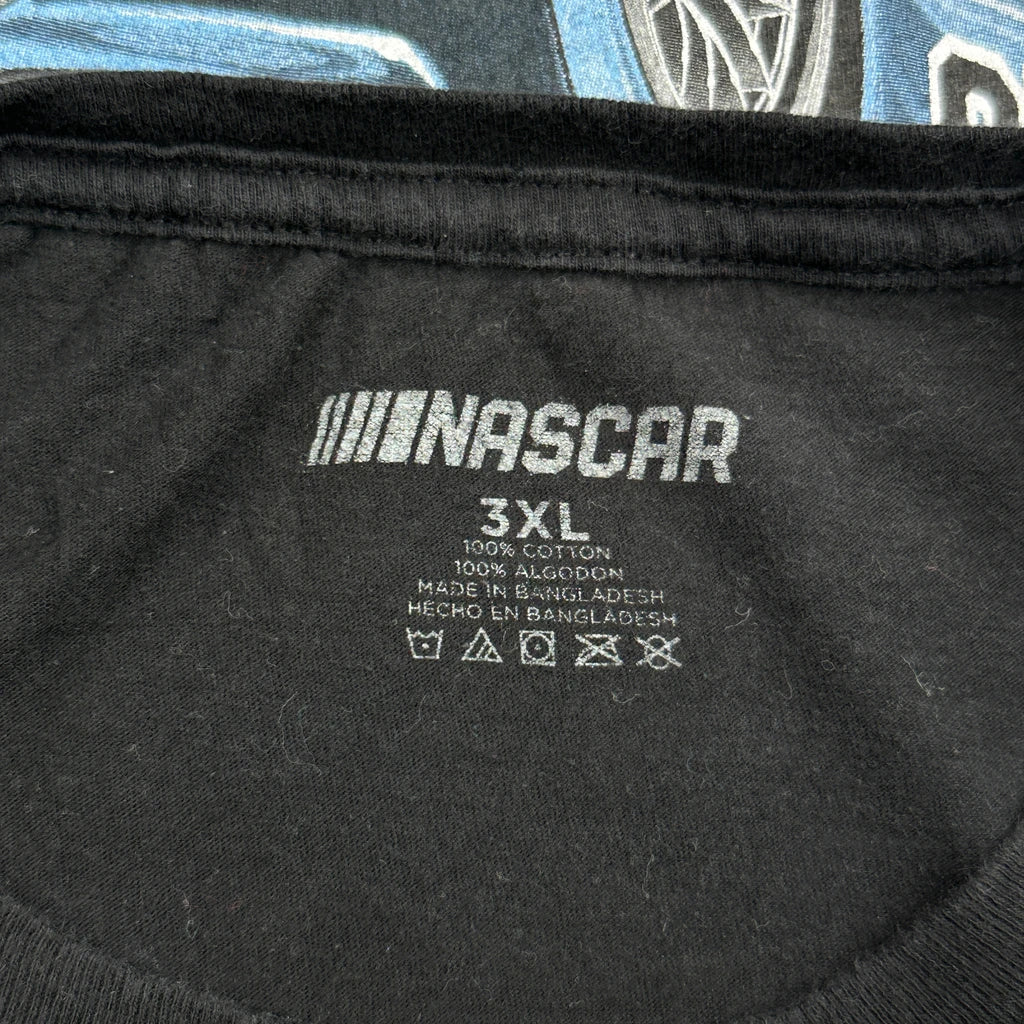 NASCAR
3XL
100% COTTON
100% ALGODON
MADE IN BANGLADESH
HECHO EN BANGLADESH